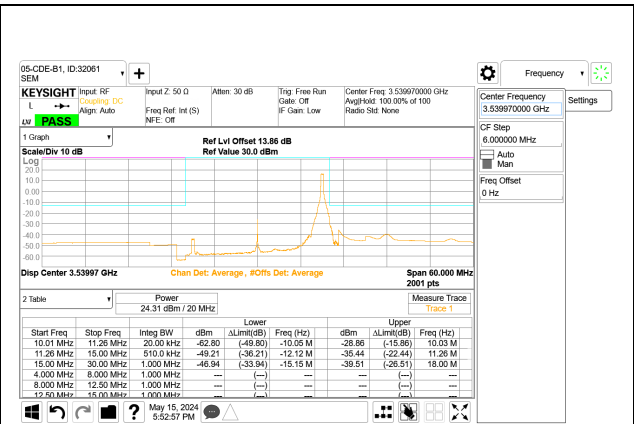 05-CDE-B1, ID:32061
SEM
Frequency
KEYSIGHT
Input: RF
Coupling: DC
Align: Auto
Input Z: 50 Ω
Freq Ref: Int (S)
NFE: Off
Atten: 30 dB
Trig: Free Run
Gate: Off
IF Gain: Low
Center Freq: 3.539970000 GHz
Avg|Hold: 100.00% of 100
Radio Std: None
L
LXI
PASS
Center Frequency
3.539970000 GHz
Settings
CF Step
6.000000 MHz
Auto
Man
Freq Offset
0 Hz
1 Graph
Scale/Div 10 dB
Ref Lvl Offset 13.86 dB
Ref Value 30.0 dBm
Log
20.0
10.0
0.00
-10.0
-20.0
-30.0
-40.0
-50.0
-60.0
Disp Center 3.53997 GHz
Chan Det: Average, #Offs Det: Average
Span 60.000 MHz
2001 pts
2 Table
Power
24.31 dBm / 20 MHz
Measure Trace
Trace 1
Lower Upper
Start Freq Stop Freq Integ BW dBm ΔLimit(dB) Freq (Hz) dBm ΔLimit(dB) Freq (Hz)
10.01 MHz 11.26 MHz 20.00 kHz -62.80 (-49.80) -10.05 M -28.86 (-15.86) 10.03 M
11.26 MHz 15.00 MHz 510.0 kHz -49.21 (-36.21) -12.12 M -35.44 (-22.44) 11.26 M
15.00 MHz 30.00 MHz 1.000 MHz -46.94 (-33.94) -15.15 M -39.51 (-26.51) 18.00 M
4.000 MHz 8.000 MHz 1.000 MHz --- (---) --- --- (---) ---
8.000 MHz 12.50 MHz 1.000 MHz --- (---) --- --- (---) ---
12.50 MHz 15.00 MHz 1.000 MHz --- (---) --- --- (---) ---
May 15, 2024
5:52:57 PM